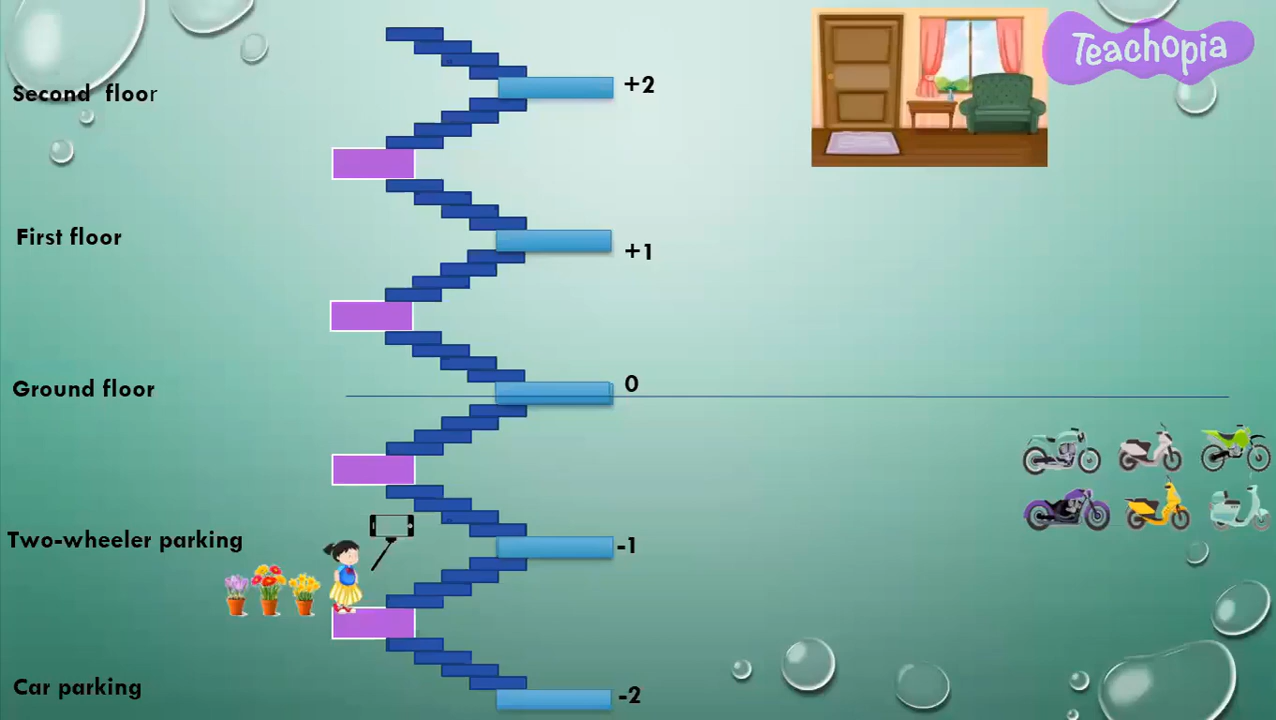 Teachopia
Second floor
+2
First floor
+1
Ground floor
0
Two-wheeler parking
-1
Car parking
-2